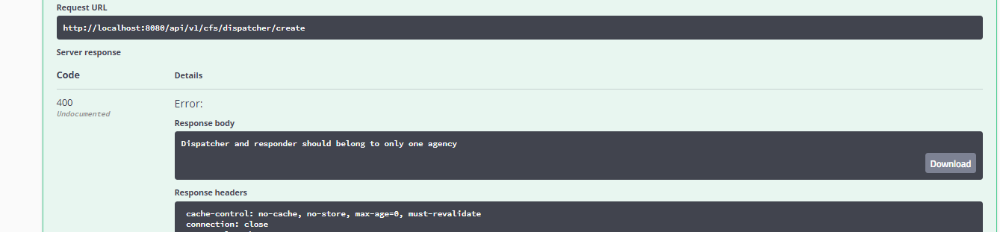 Request URL
http://localhost:8080/api/v1/cfs/dispatcher/create
Server response
Code Details
400 Error:
Undocumented
Response body
Dispatcher and responder should belong to only one agency
Download
Response headers
cache-control: no-cache, no-store, max-age=0, must-revalidate
connection: close